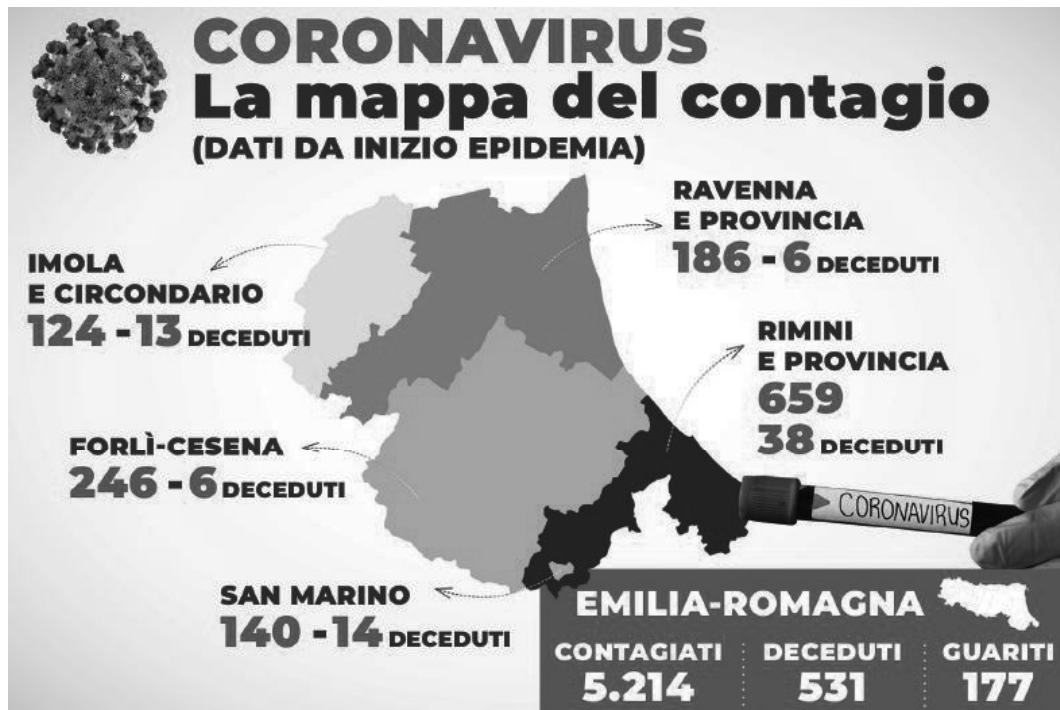 CORONAVIRUS
La mappa del contagio
(DATI DA INIZIO EPIDEMIA)
RAVENNA
E PROVINCIA
186 - 6 DECEDUTI
IMOLA
E CIRCONDARIO
124 - 13 DECEDUTI
RIMINI
E PROVINCIA
659
38 DECEDUTI
FORLÌ-CESENA
246 - 6 DECEDUTI
CORONAVIRUS
SAN MARINO
140 - 14 DECEDUTI
EMILIA-ROMAGNA
CONTAGIATI DECEDUTI GUARITI
5.214 531 177